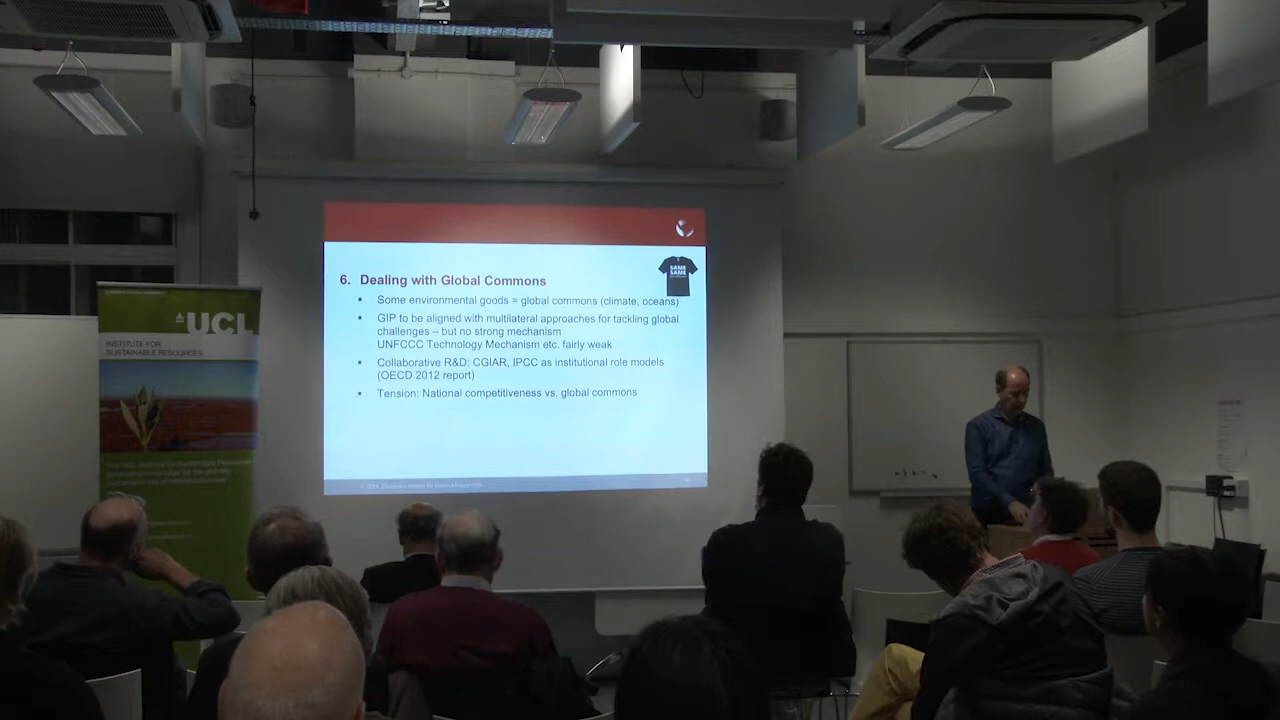 6. Dealing with Global Commons
SAME
SAME
▪ Some environmental goods = global commons (climate, oceans)
▪ GIP to be aligned with multilateral approaches for tackling global
challenges – but no strong mechanism
UNFCCC Technology Mechanism etc. fairly weak
▪ Collaborative R&D: CGIAR, IPCC as institutional role models
(OECD 2012 report)
▪ Tension: National competitiveness vs. global commons
UCL
INSTITUTE FOR
SUSTAINABLE RESOURCES